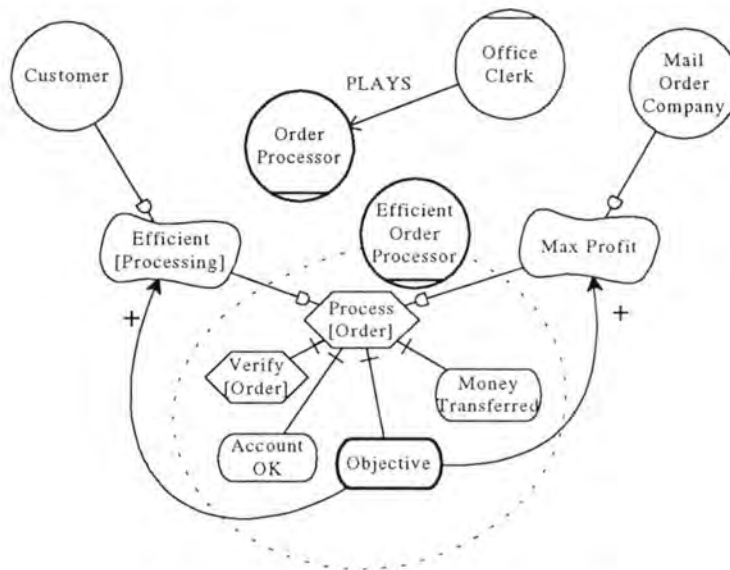 Customer
Office
Clerk
Mail
Order
Company
PLAYS
Order
Processor
Efficient
Order
Processor
Efficient
[Processing]
Max Profit
Process
[Order]
+
+
Verify
[Order]
Money
Transferred
Account
OK
Objective